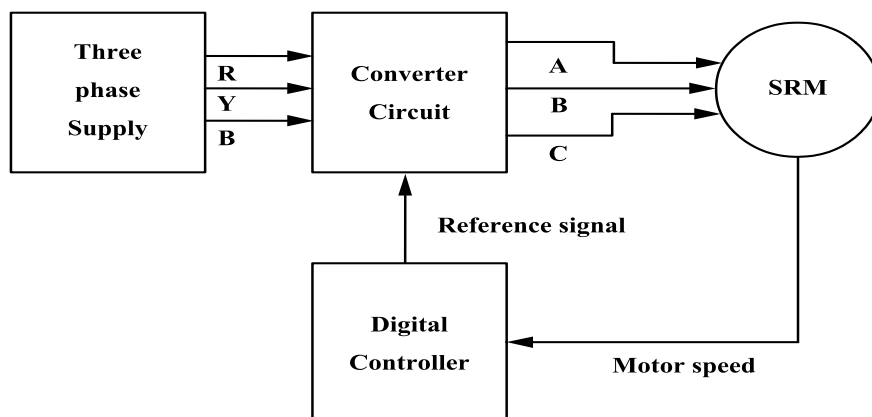 Three
phase
Supply
R
Y
B
Converter
Circuit
A
B
C
SRM
Reference signal
Digital
Controller
Motor speed